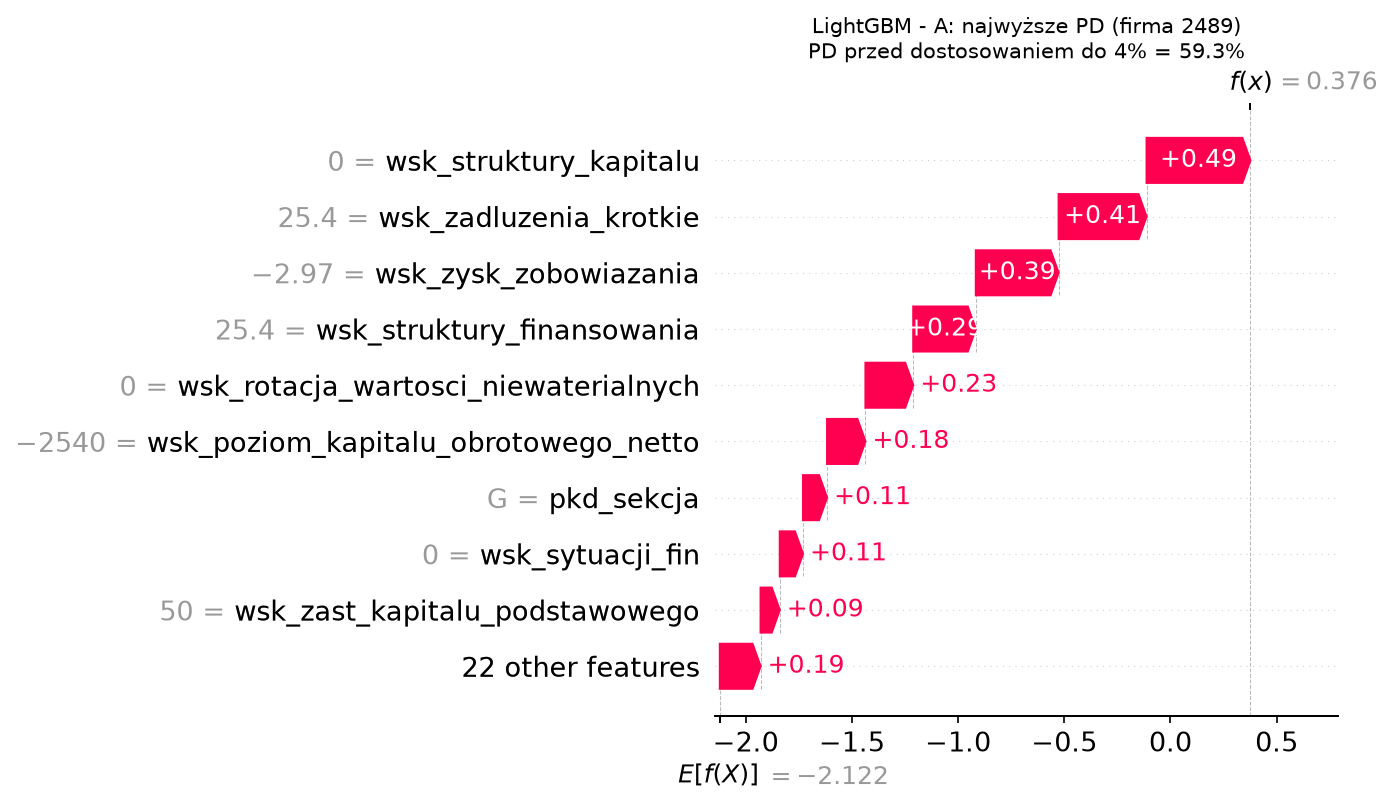 LightGBM - A: najwyższe PD (firma 2489)
PD przed dostosowaniem do 4% = 59.3%
f(x) = 0.376
0 = wsk_struktury_kapitalu +0.49
25.4 = wsk_zadluzenia_krotkie +0.41
−2.97 = wsk_zysk_zobowiazania +0.39
25.4 = wsk_struktury_finansowania +0.29
0 = wsk_rotacja_wartosci_niewaterialnych +0.23
−2540 = wsk_poziom_kapitalu_obrotowego_netto +0.18
G = pkd_sekcja +0.11
0 = wsk_sytuacji_fin +0.11
50 = wsk_zast_kapitalu_podstawowego +0.09
22 other features +0.19
−2.0 −1.5 −1.0 −0.5 0.0 0.5
E[f(X)] = −2.122